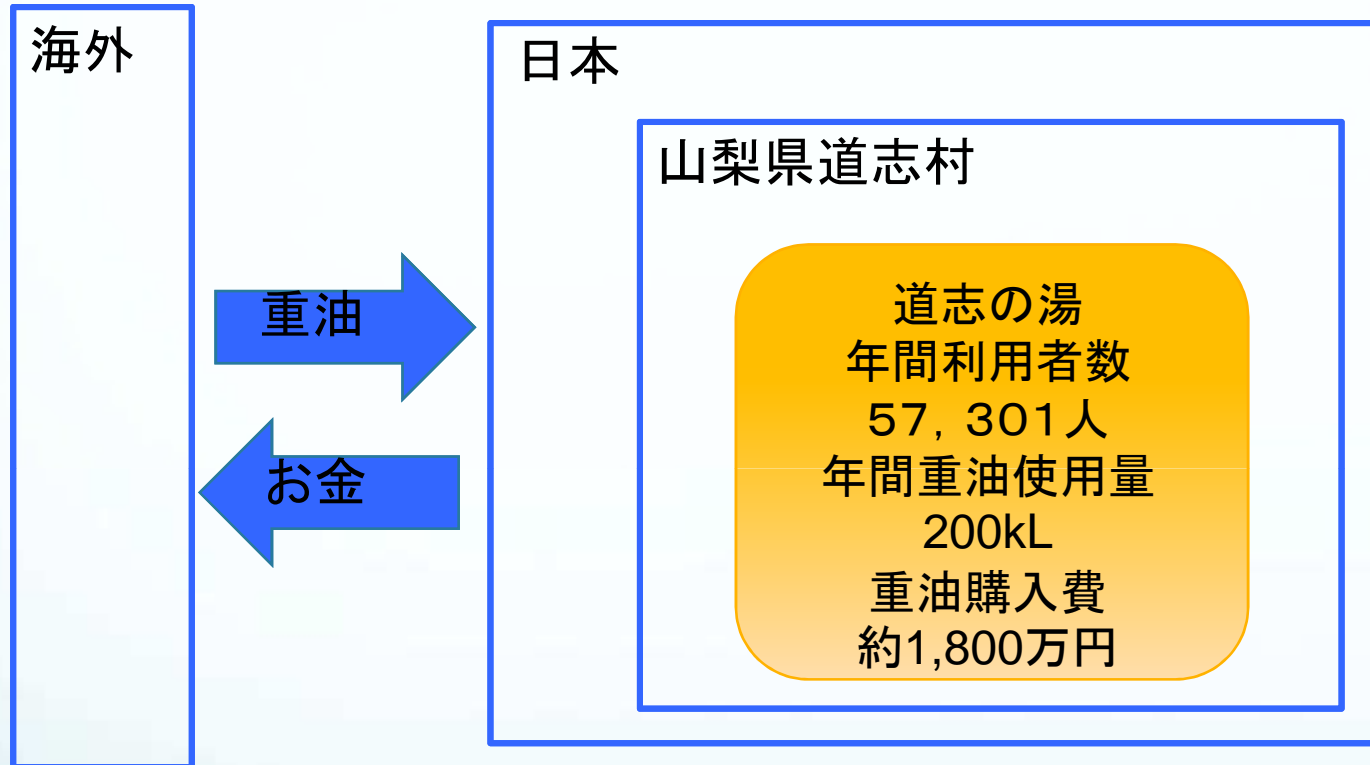 海外
日本
山梨県道志村
重油
お金
道志の湯
年間利用者数
５７，３０１人
年間重油使用量
200kL
重油購入費
約1,800万円